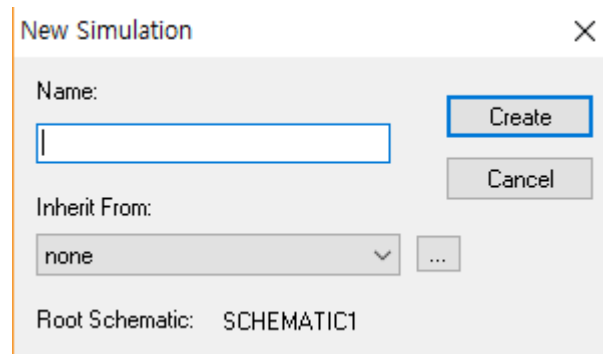 New Simulation
Name:
Create
Cancel
Inherit From:
none
...
Root Schematic: SCHEMATIC1